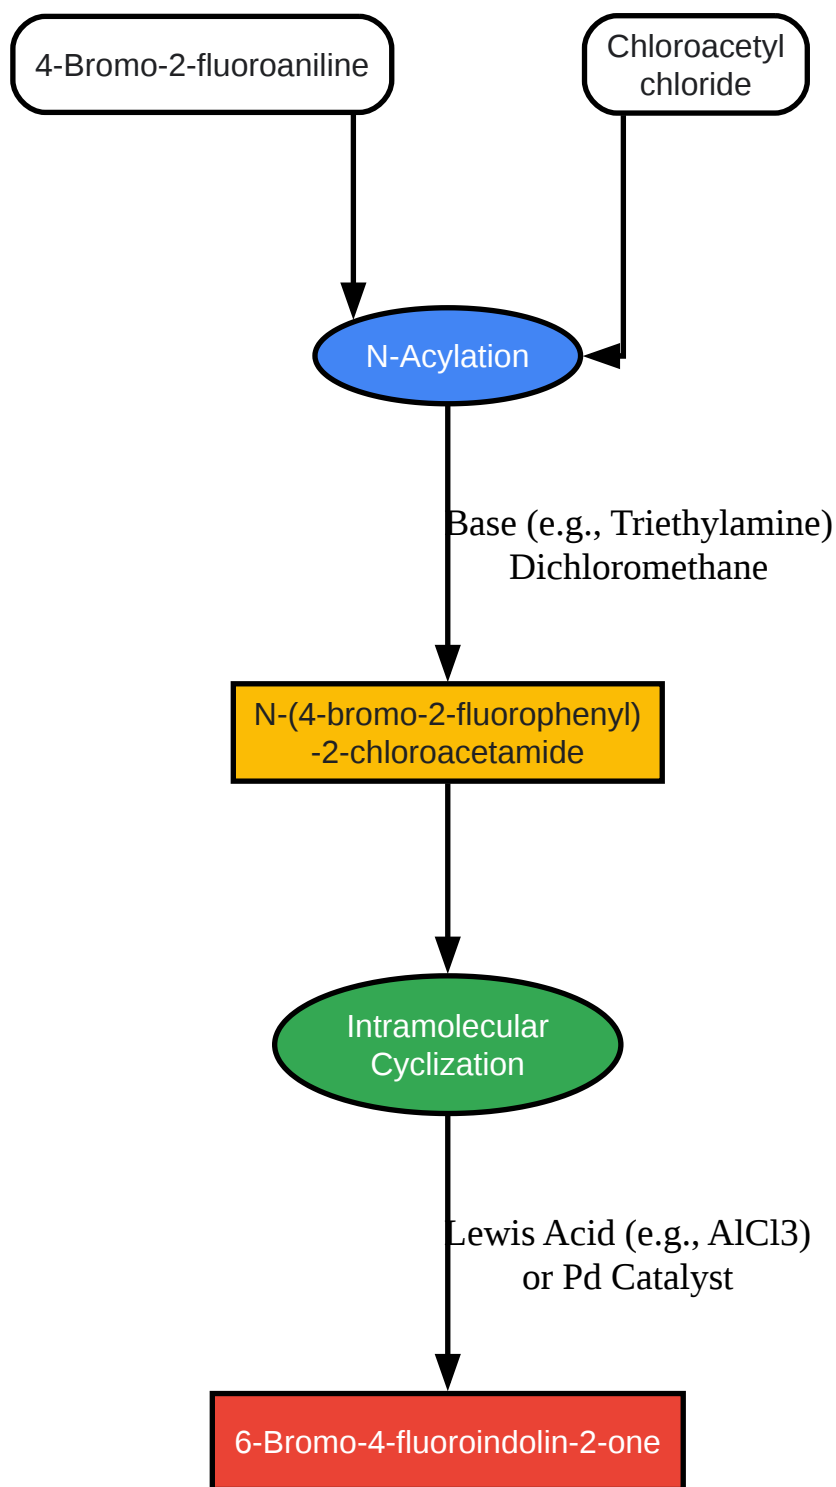 4-Bromo-2-fluoroaniline
Chloroacetyl
chloride
N-Acylation
Base (e.g., Triethylamine)
Dichloromethane
N-(4-bromo-2-fluorophenyl)
-2-chloroacetamide
Intramolecular
Cyclization
Lewis Acid (e.g., AlCl3)
or Pd Catalyst
6-Bromo-4-fluoroindolin-2-one